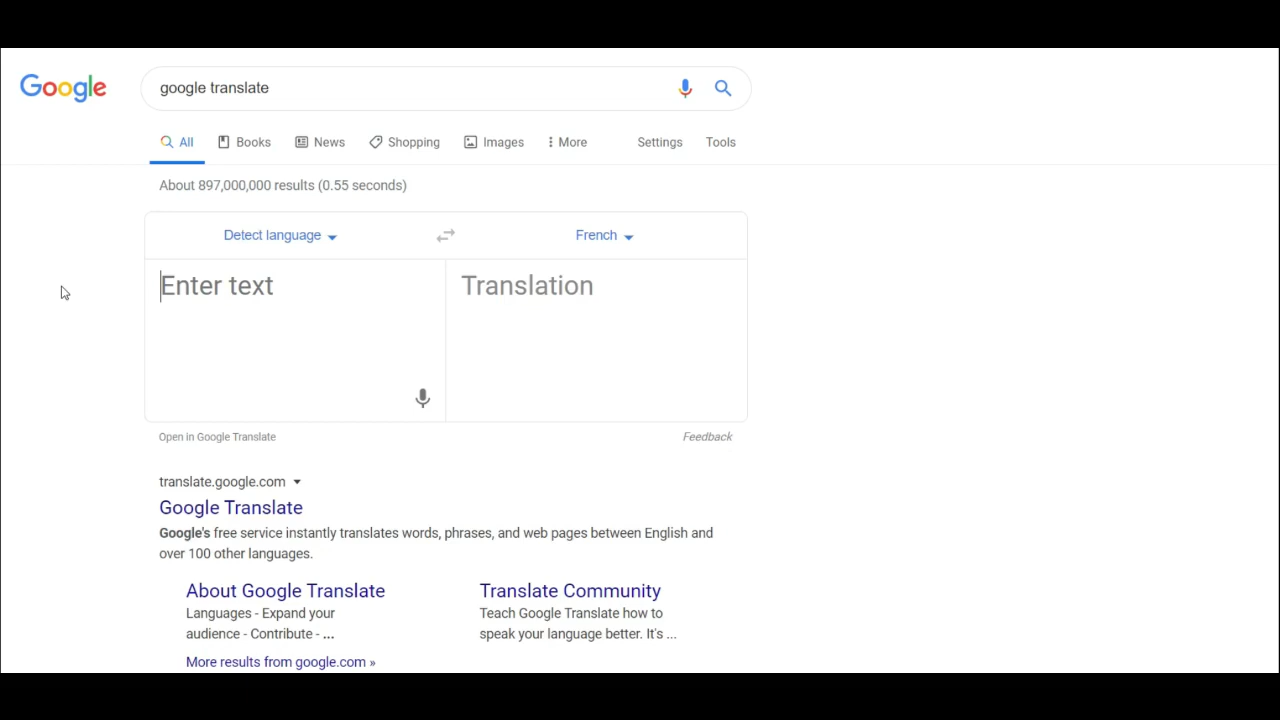 Google
google translate
All Books News Shopping Images More Settings Tools
About 897,000,000 results (0.55 seconds)
Detect language French
Enter text
Translation
Open in Google Translate Feedback
translate.google.com
Google Translate
Google's free service instantly translates words, phrases, and web pages between English and
over 100 other languages.
About Google Translate
Languages - Expand your
audience - Contribute - ...
Translate Community
Teach Google Translate how to
speak your language better. It's ...
More results from google.com »